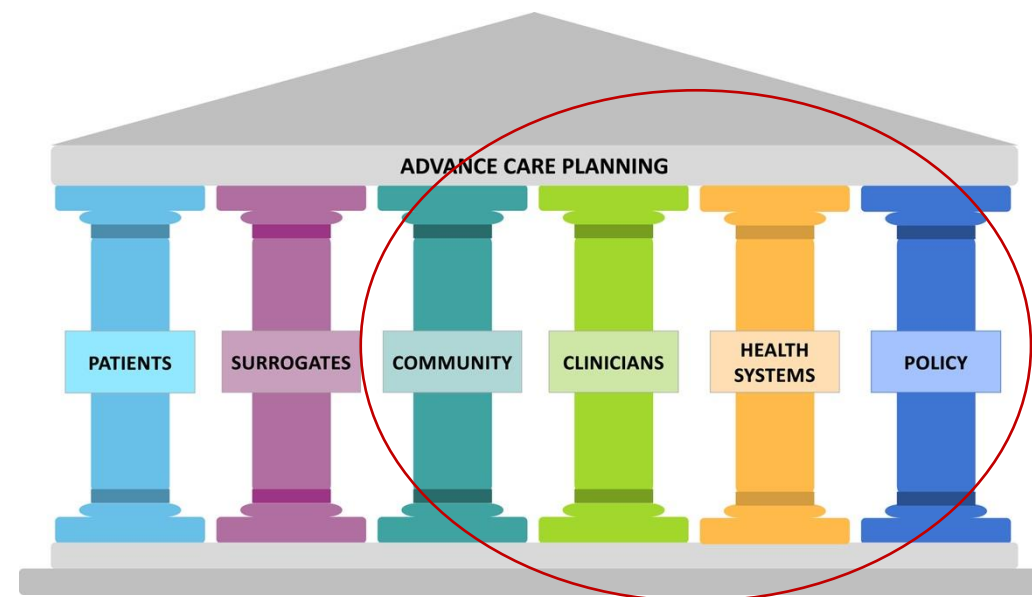 ADVANCE CARE PLANNING
PATIENTS
SURROGATES
COMMUNITY
CLINICIANS
HEALTH
SYSTEMS
POLICY